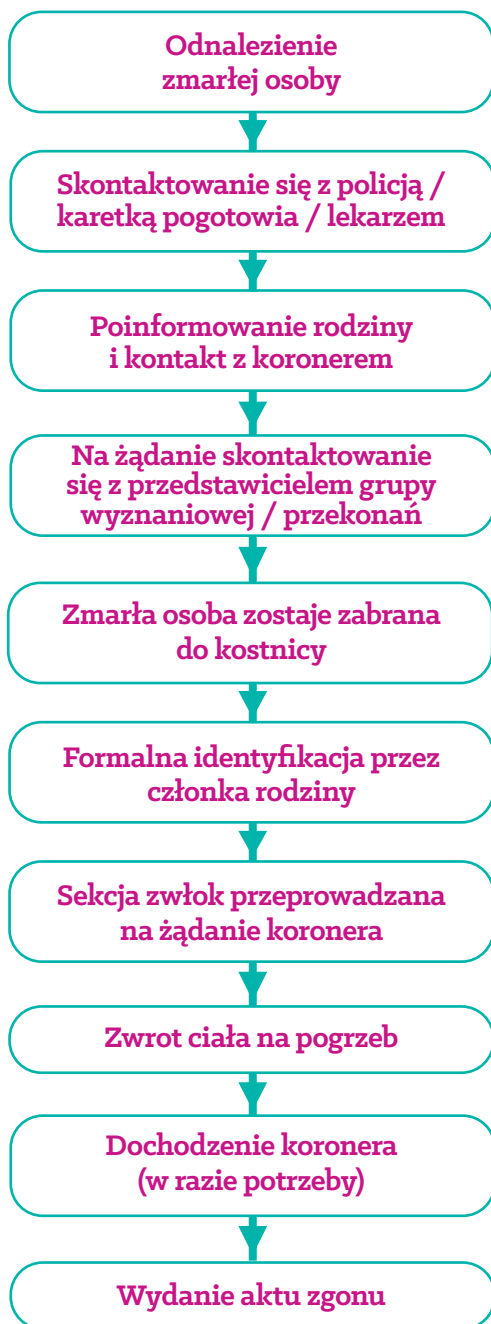 Odnalezienie
zmarłej osoby
Skontaktowanie się z policją /
karetką pogotowia / lekarzem
Poinformowanie rodziny
i kontakt z koronerem
Na żądanie skontaktowanie
się z przedstawicielem grupy
wyznaniowej / przekonań
Zmarła osoba zostaje zabrana
do kostnicy
Formalna identyfikacja przez
członka rodziny
Sekcja zwłok przeprowadzana
na żądanie koronera
Zwrot ciała na pogrzeb
Dochodzenie koronera
(w razie potrzeby)
Wydanie aktu zgonu